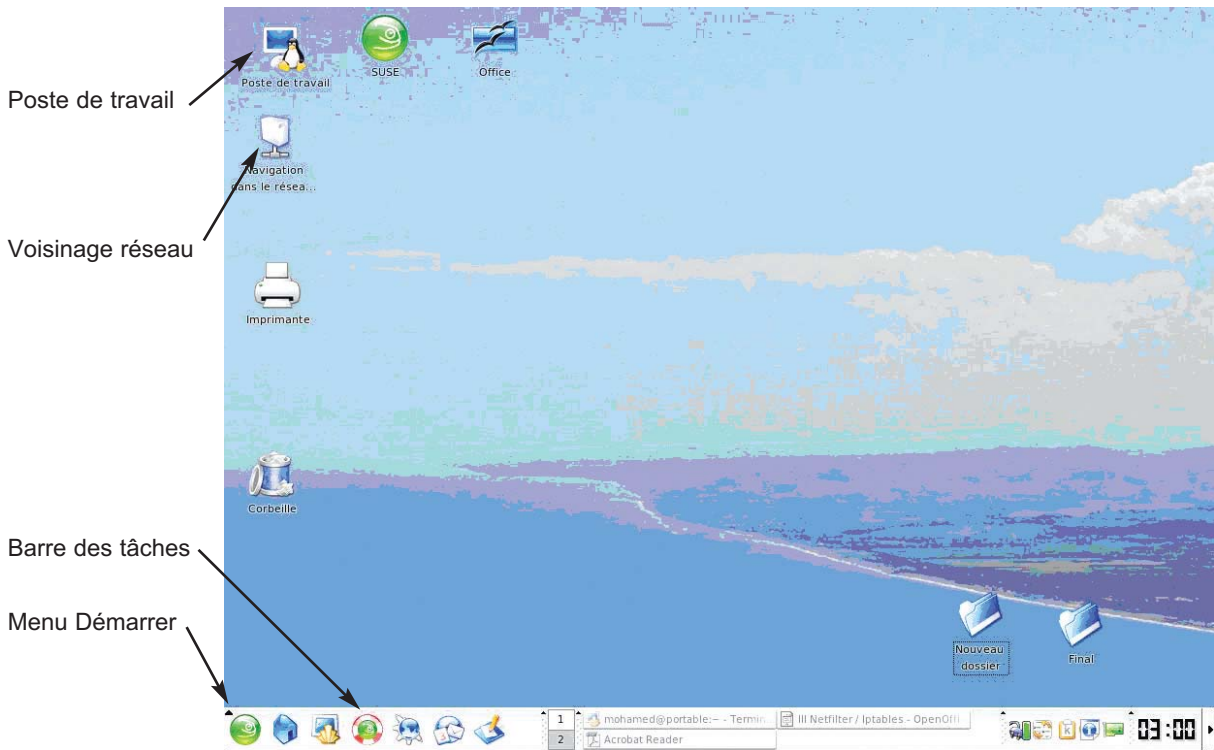 Poste de travail
SUSE
Office
Poste de travail
Navigation
dans le résea...
Voisinage réseau
Imprimante
Corbeille
Barre des tâches
Menu Démarrer
Nouveau
dossier
Final
1
mohamed@portable:~ - Termin...
III Netfilter / Iptables - OpenOffi
03:00
2
Acrobat Reader